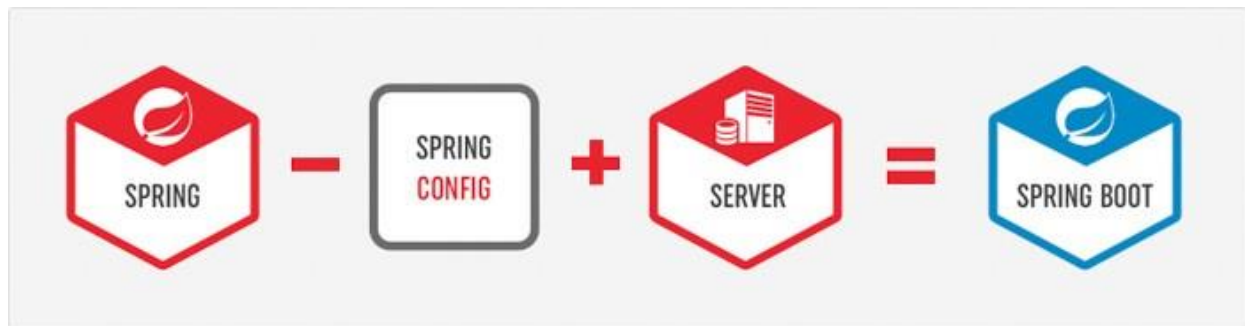 SPRING
SPRING
CONFIG
SERVER
SPRING BOOT